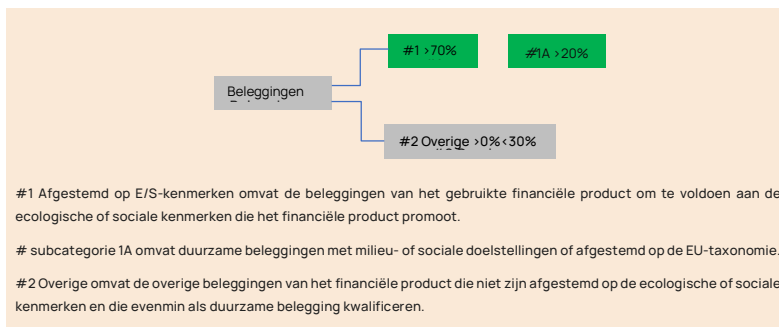 #1 >70%
#1A >20%
Beleggingen
#2 Overige >0%<30%
#1 Afgestemd op E/S-kenmerken omvat de beleggingen van het gebruikte financiële product om te voldoen aan de
ecologische of sociale kenmerken die het financiële product promoot.
# subcategorie 1A omvat duurzame beleggingen met milieu- of sociale doelstellingen of afgestemd op de EU-taxonomie.
#2 Overige omvat de overige beleggingen van het financiële product die niet zijn afgestemd op de ecologische of sociale
kenmerken en die evenmin als duurzame belegging kwalificeren.